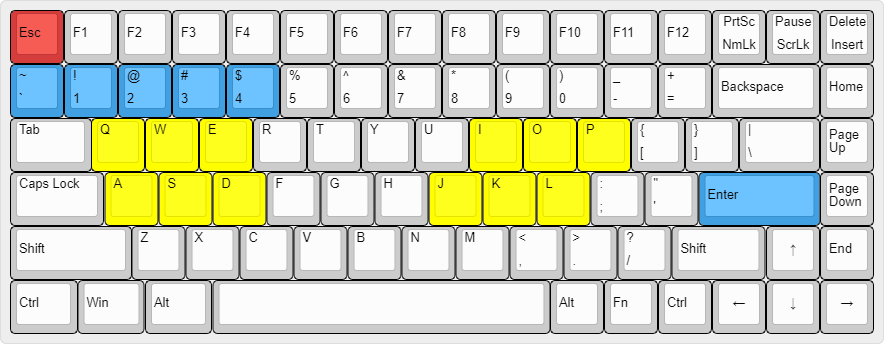 Esc F1 F2 F3 F4 F5 F6 F7 F8 F9 F10 F11 F12 PrtSc Pause Delete
NmLk ScrLk Insert
~ ! @ # $ % ^ & * ( ) _ +
` 1 2 3 4 5 6 7 8 9 0 - = Backspace Home
Tab Q W E R T Y U I O P { } | Page
[ ] \ Up
Caps Lock A S D F G H J K L : " Enter Page
; ' Down
Shift Z X C V B N M < > ? Shift ↑ End
, . /
Ctrl Win Alt Alt Fn Ctrl ← ↓ →